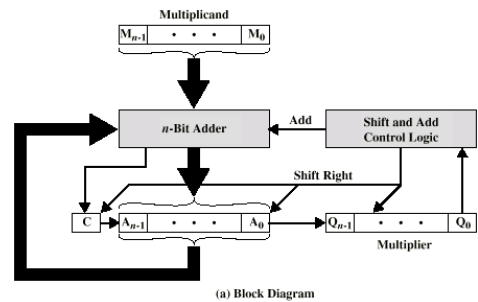 Multiplicand
Mn-1 · · · M0
n-Bit Adder
Add
Shift and Add
Control Logic
Shift Right
C
An-1 · · · A0
Qn-1 · · · Q0
Multiplier
(a) Block Diagram